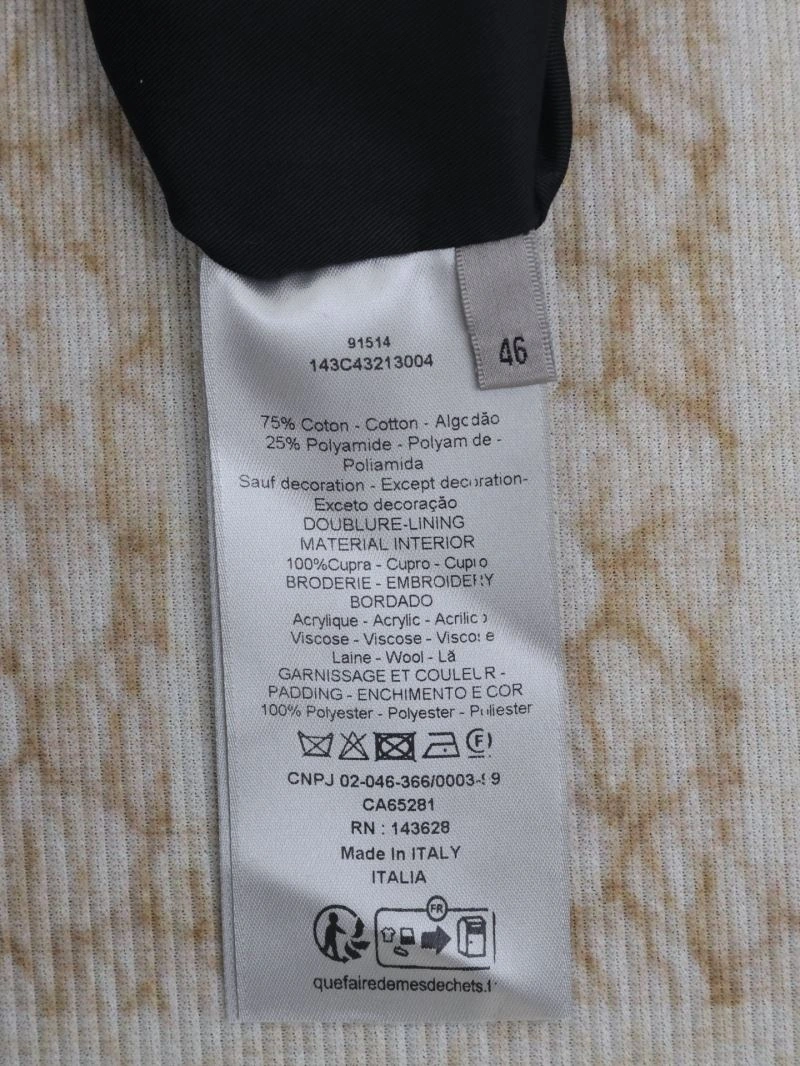 46
91514
143C43213004
75% Coton - Cotton - Algodão
25% Polyamide - Polyamide -
Poliamida
Sauf decoration - Except decoration-
Exceto decoração
DOUBLURE-LINING
MATERIAL INTERIOR
100%Cupra - Cupro - Cupro
BRODERIE - EMBROIDERY
BORDADO
Acrylique - Acrylic - Acrilico
Viscose - Viscose - Viscose
Laine - Wool - Lã
GARNISSAGE ET COULEUR -
PADDING - ENCHIMENTO E COR
100% Polyester - Polyester - Poliester
F
CNPJ 02-046-366/0003-99
CA65281
RN : 143628
Made In ITALY
ITALIA
FR
quefairedemesdechets.fr